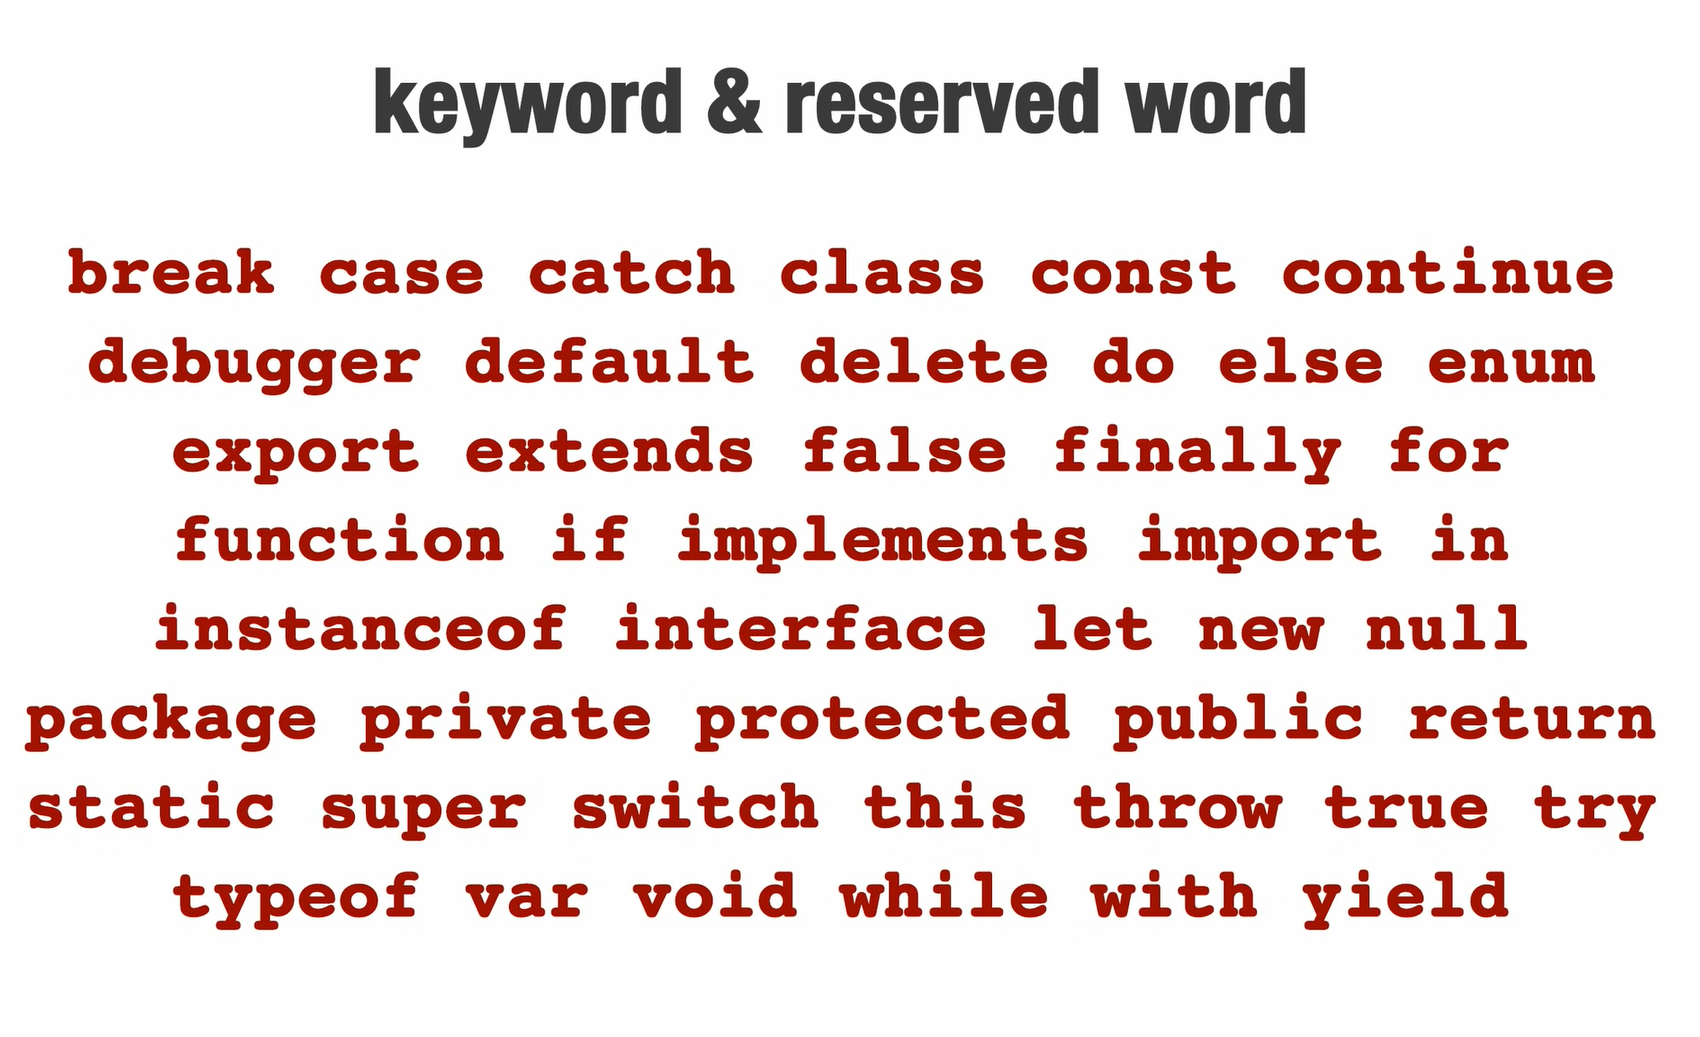 keyword & reserved word
break case catch class const continue
debugger default delete do else enum
export extends false finally for
function if implements import in
instanceof interface let new null
package private protected public return
static super switch this throw true try
typeof var void while with yield